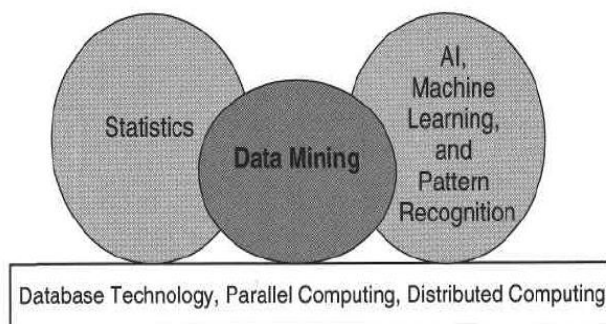 Statistics
Data Mining
AI,
Machine
Learning,
and
Pattern
Recognition
Database Technology, Parallel Computing, Distributed Computing